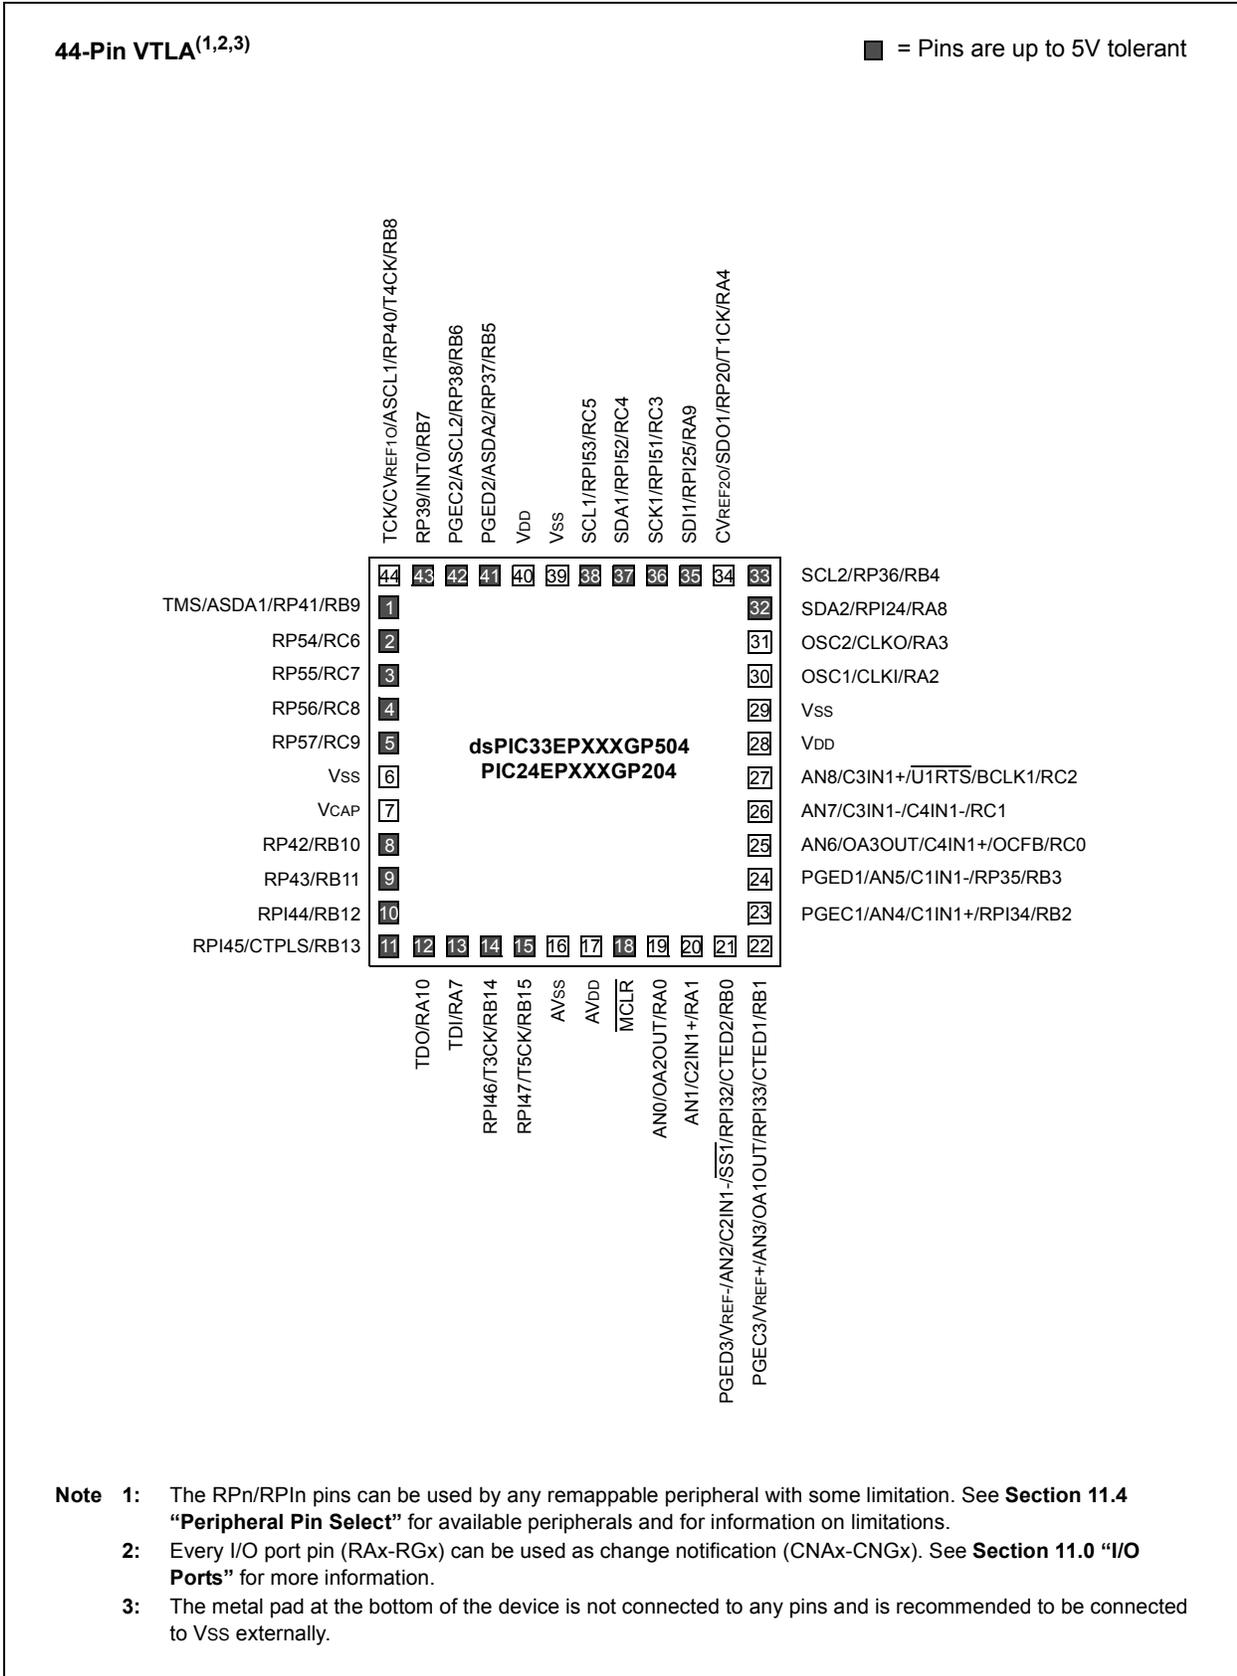 44-Pin VTLA(1,2,3)
= Pins are up to 5V tolerant
TCK/CVREF1O/ASCL1/RP40/T4CK/RB8
RP39/INT0/RB7
PGEC2/ASCL2/RP38/RB6
PGED2/ASDA2/RP37/RB5
VDD
VSS
SCL1/RPI53/RC5
SDA1/RPI52/RC4
SCK1/RPI51/RC3
SDI1/RPI25/RA9
CVREF2O/SDO1/RP20/T1CK/RA4
44 43 42 41 40 39 38 37 36 35 34 33 SCL2/RP36/RB4
TMS/ASDA1/RP41/RB9 1
32 SDA2/RPI24/RA8
RP54/RC6 2
31 OSC2/CLKO/RA3
RP55/RC7 3
30 OSC1/CLKI/RA2
RP56/RC8 4
29 VSS
RP57/RC9 5
28 VDD
dsPIC33EPXXXGP504
PIC24EPXXXGP204
VSS 6
27 AN8/C3IN1+/U1RTS/BCLK1/RC2
VCAP 7
26 AN7/C3IN1-/C4IN1-/RC1
RP42/RB10 8
25 AN6/OA3OUT/C4IN1+/OCFB/RC0
RP43/RB11 9
24 PGED1/AN5/C1IN1-/RP35/RB3
RPI44/RB12 10
23 PGEC1/AN4/C1IN1+/RPI34/RB2
RPI45/CTPLS/RB13 11 12 13 14 15 16 17 18 19 20 21 22
TDO/RA10
TDI/RA7
RPI46/T3CK/RB14
RPI47/T5CK/RB15
AVSS
AVDD
MCLR
AN0/OA2OUT/RA0
AN1/C2IN1+/RA1
PGED3/VREF-/AN2/C2IN1-/SS1/RPI32/CTED2/RB0
PGEC3/VREF+/AN3/OA1OUT/RPI33/CTED1/RB1
Note 1: The RPn/RPIn pins can be used by any remappable peripheral with some limitation. See Section 11.4
“Peripheral Pin Select” for available peripherals and for information on limitations.
2: Every I/O port pin (RAx-RGx) can be used as change notification (CNAx-CNGx). See Section 11.0 “I/O
Ports” for more information.
3: The metal pad at the bottom of the device is not connected to any pins and is recommended to be connected
to VSS externally.